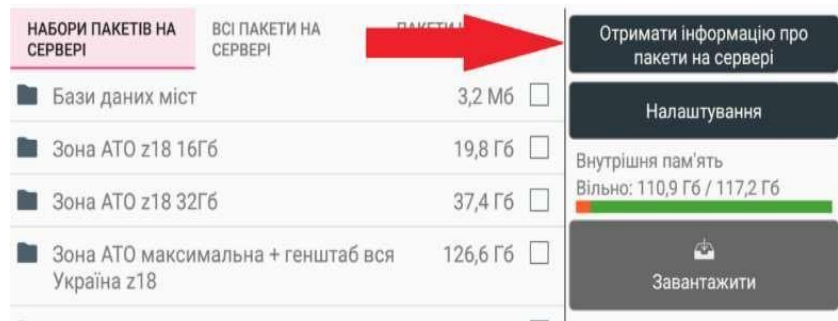 НАБОРИ ПАКЕТІВ НА
СЕРВЕРІ
ВСІ ПАКЕТИ НА
СЕРВЕРІ
Бази даних міст
3,2 Мб
Зона АТО z18 16Гб
19,8 Гб
Зона АТО z18 32Гб
37,4 Гб
Зона АТО максимальна + генштаб вся
Україна z18
126,6 Гб
Отримати інформацію про
пакети на сервері
Налаштування
Внутрішня пам'ять
Вільно: 110,9 Гб / 117,2 Гб
Завантажити